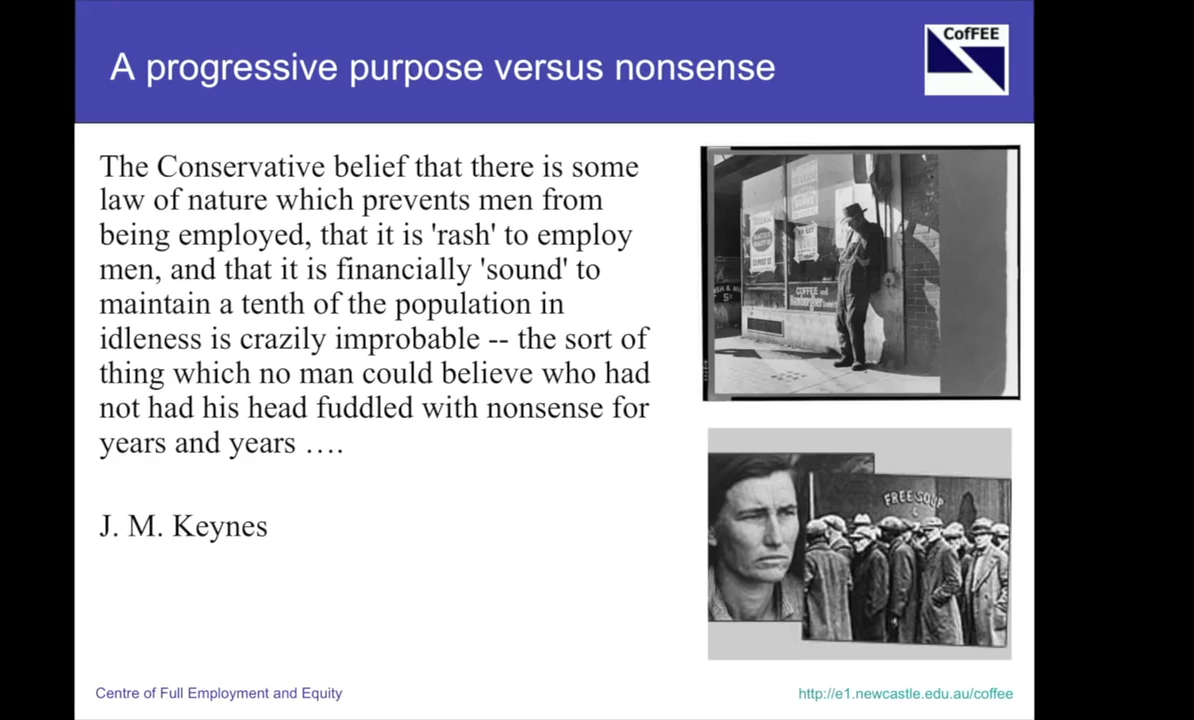 A progressive purpose versus nonsense
CofFEE
The Conservative belief that there is some
law of nature which prevents men from
being employed, that it is 'rash' to employ
men, and that it is financially 'sound' to
maintain a tenth of the population in
idleness is crazily improbable -- the sort of
thing which no man could believe who had
not had his head fuddled with nonsense for
years and years ….
J. M. Keynes
COFFEE and
Hamburger
5¢
FREE SOUP
Centre of Full Employment and Equity
http://e1.newcastle.edu.au/coffee